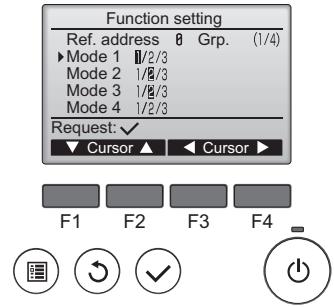 Function setting
Ref. address 0 Grp. (1/4)
Mode 1 1/2/3
Mode 2 1/2/3
Mode 3 1/2/3
Mode 4 1/2/3
Request: ✓
▼ Cursor ▲ ◀ Cursor ▶
F1 F2 F3 F4